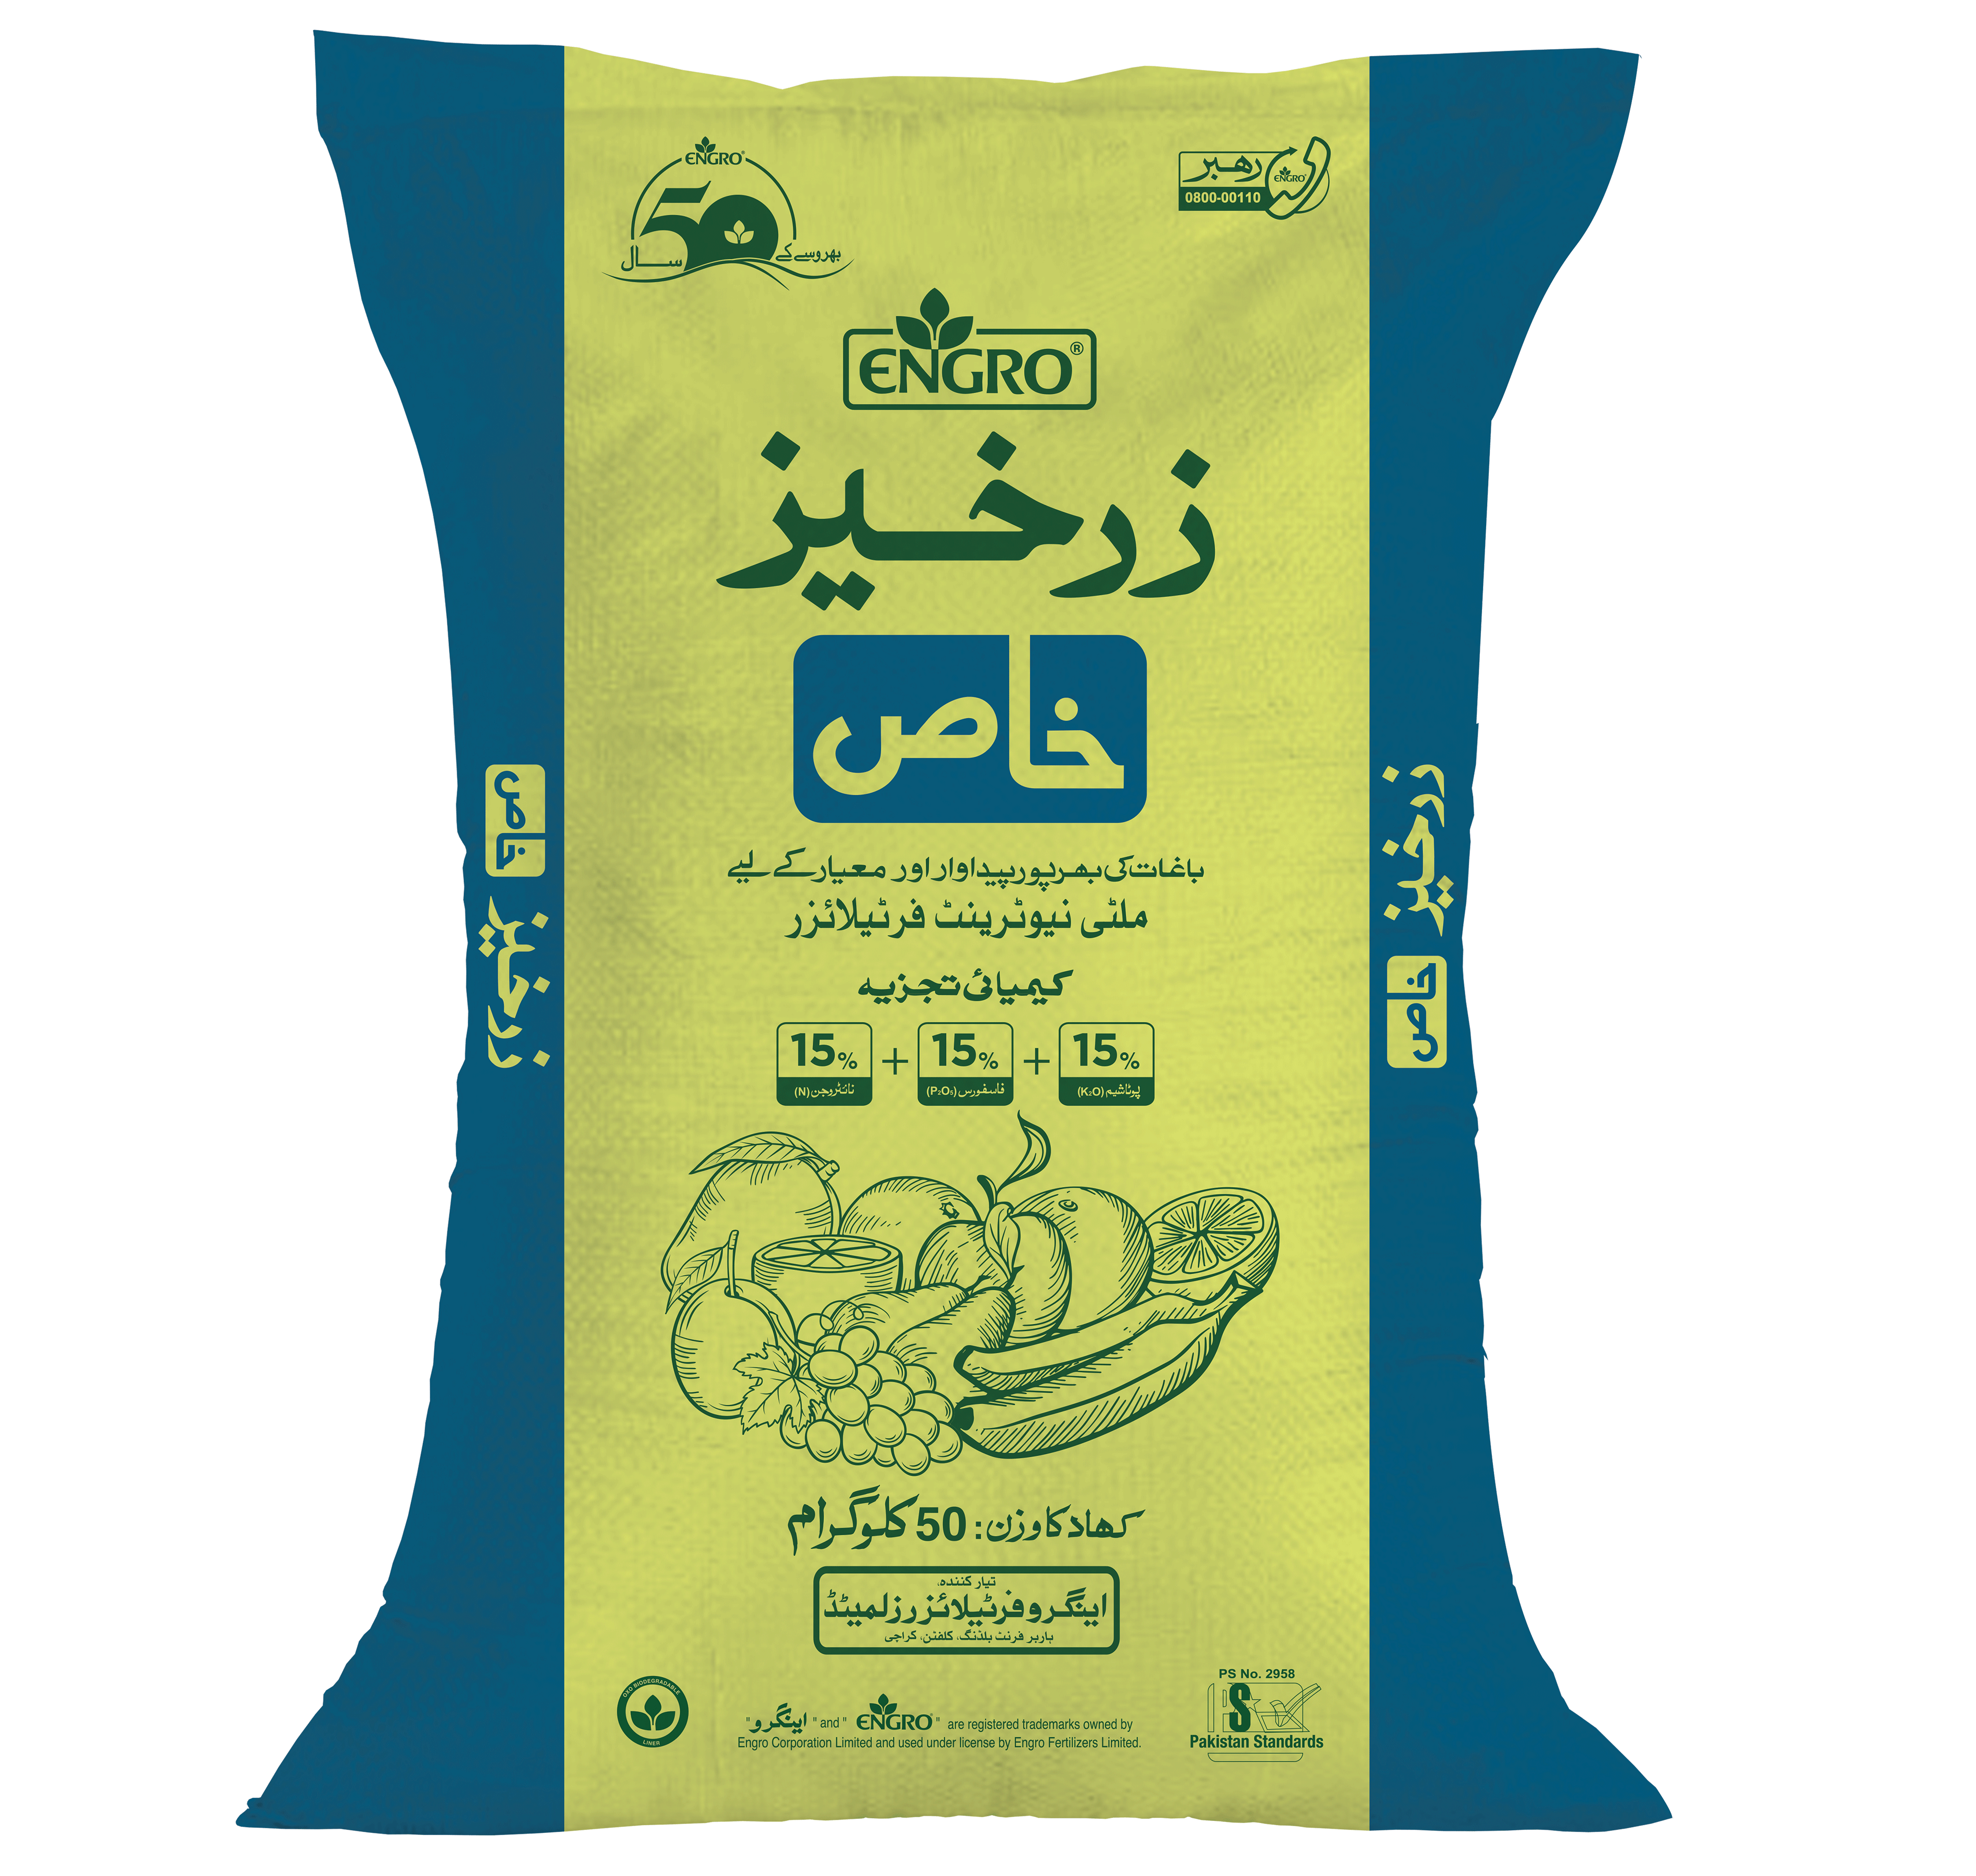 ENGRO®
50
بھروسے کے سال
رھبر
ENGRO
0800-00110
ENGRO®
زرخیز
خاص
باغات کی بھرپور پیداوار اور معیار کے لیے
ملٹی نیوٹرینٹ فرٹیلائزر
کیمیائی تجزیہ
15% + 15% + 15%
نائٹروجن (N)
فاسفورس (P₂O₅)
پوٹاشیم (K₂O)
زرخیز خاص
زرخیز خاص
کھاد کا وزن: 50 کلوگرام
تیار کنندہ،
اینگرو فرٹیلائزرز لمیٹڈ
ہاربر فرنٹ بلڈنگ، کلفٹن، کراچی
OXO BIODEGRADABLE
LINER
"اینگرو" and "ENGRO®" are registered trademarks owned by
Engro Corporation Limited and used under license by Engro Fertilizers Limited.
PS No. 2958
PS
Pakistan Standards